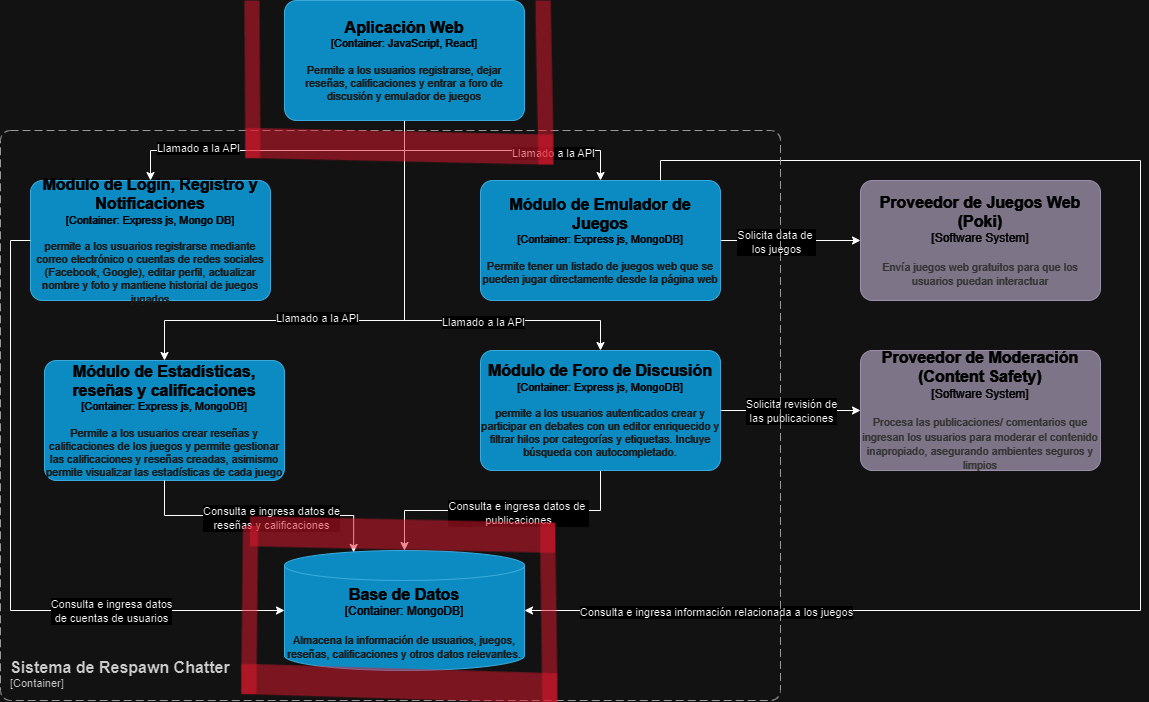 Aplicación Web
[Container: JavaScript, React]
Permite a los usuarios registrarse, dejar
reseñas, calificaciones y entrar a foro de
discusión y emulador de juegos
Llamado a la API
Llamado a la API
Módulo de Login, Registro y
Notificaciones
[Container: Express js, Mongo DB]
permite a los usuarios registrarse mediante
correo electrónico o cuentas de redes sociales
(Facebook, Google), editar perfil, actualizar
nombre y foto y mantiene historial de juegos
jugados
Módulo de Emulador de
Juegos
[Container: Express js, MongoDB]
Permite tener un listado de juegos web que se
pueden jugar directamente desde la página web
Solicita data de
los juegos
Proveedor de Juegos Web
(Poki)
[Software System]
Envía juegos web gratuitos para que los
usuarios puedan interactuar
Llamado a la API
Llamado a la API
Módulo de Estadísticas,
reseñas y calificaciones
[Container: Express js, MongoDB]
Permite a los usuarios crear reseñas y
calificaciones de los juegos y permite gestionar
las calificaciones y reseñas creadas, asimismo
permite visualizar las estadísticas de cada juego
Módulo de Foro de Discusión
[Container: Express js, MongoDB]
permite a los usuarios autenticados crear y
participar en debates con un editor enriquecido y
filtrar hilos por categorías y etiquetas. Incluye
búsqueda con autocompletado.
Solicita revisión de
las publicaciones
Proveedor de Moderación
(Content Safety)
[Software System]
Procesa las publicaciones/ comentarios que
ingresan los usuarios para moderar el contenido
inapropiado, asegurando ambientes seguros y
limpios
Consulta e ingresa datos de
reseñas y calificaciones
Consulta e ingresa datos de
publicaciones
Base de Datos
[Container: MongoDB]
Almacena la información de usuarios, juegos,
reseñas, calificaciones y otros datos relevantes.
Consulta e ingresa datos
de cuentas de usuarios
Consulta e ingresa información relacionada a los juegos
Sistema de Respawn Chatter
[Container]